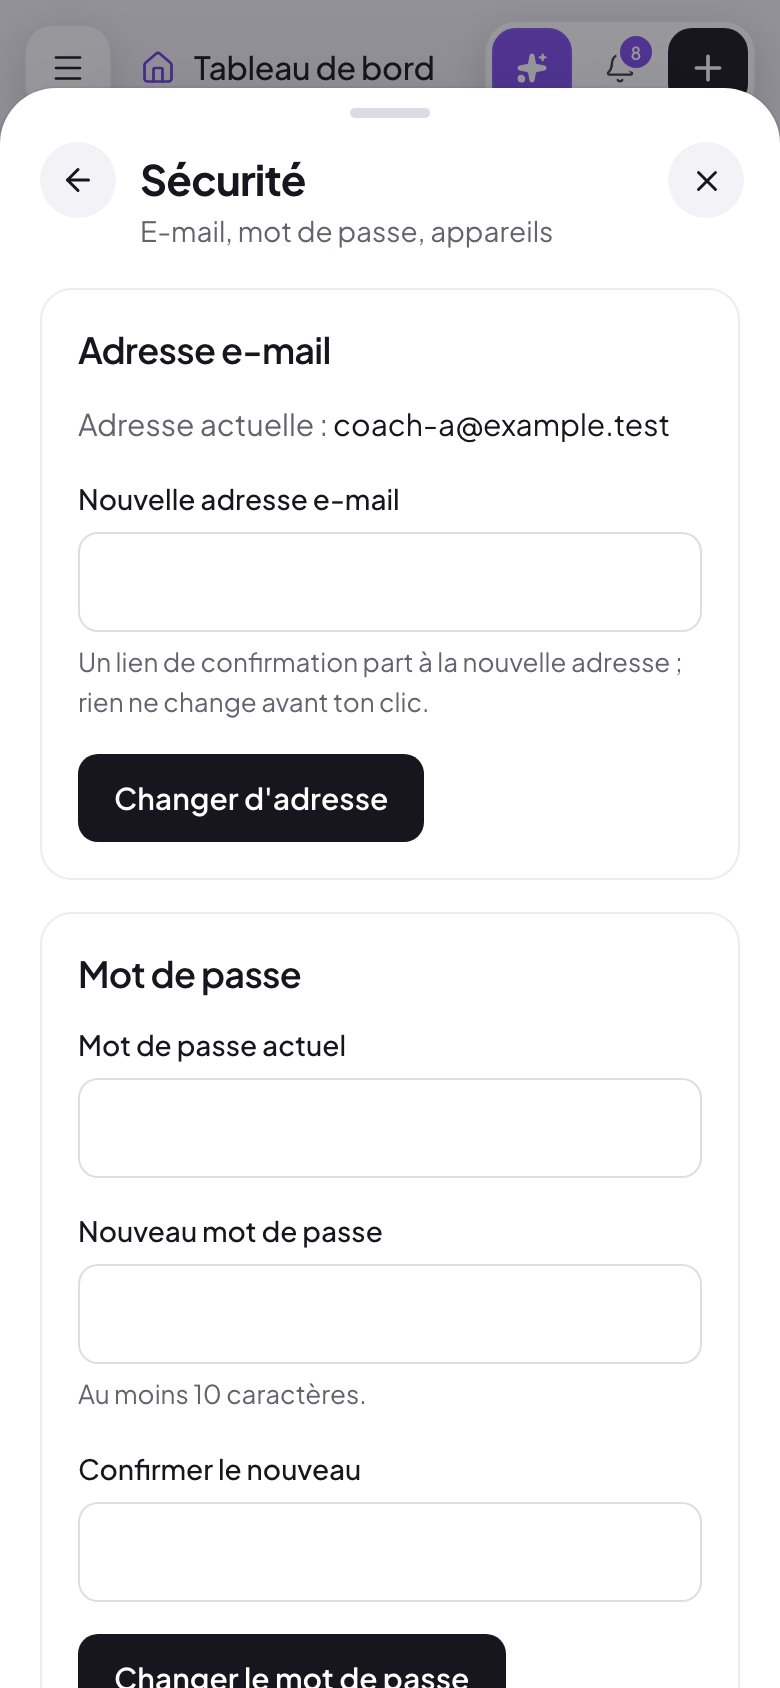 Tableau de bord
8
Sécurité
E-mail, mot de passe, appareils
Adresse e-mail
Adresse actuelle : coach-a@example.test
Nouvelle adresse e-mail
Un lien de confirmation part à la nouvelle adresse ;
rien ne change avant ton clic.
Changer d'adresse
Mot de passe
Mot de passe actuel
Nouveau mot de passe
Au moins 10 caractères.
Confirmer le nouveau
Changer le mot de passe